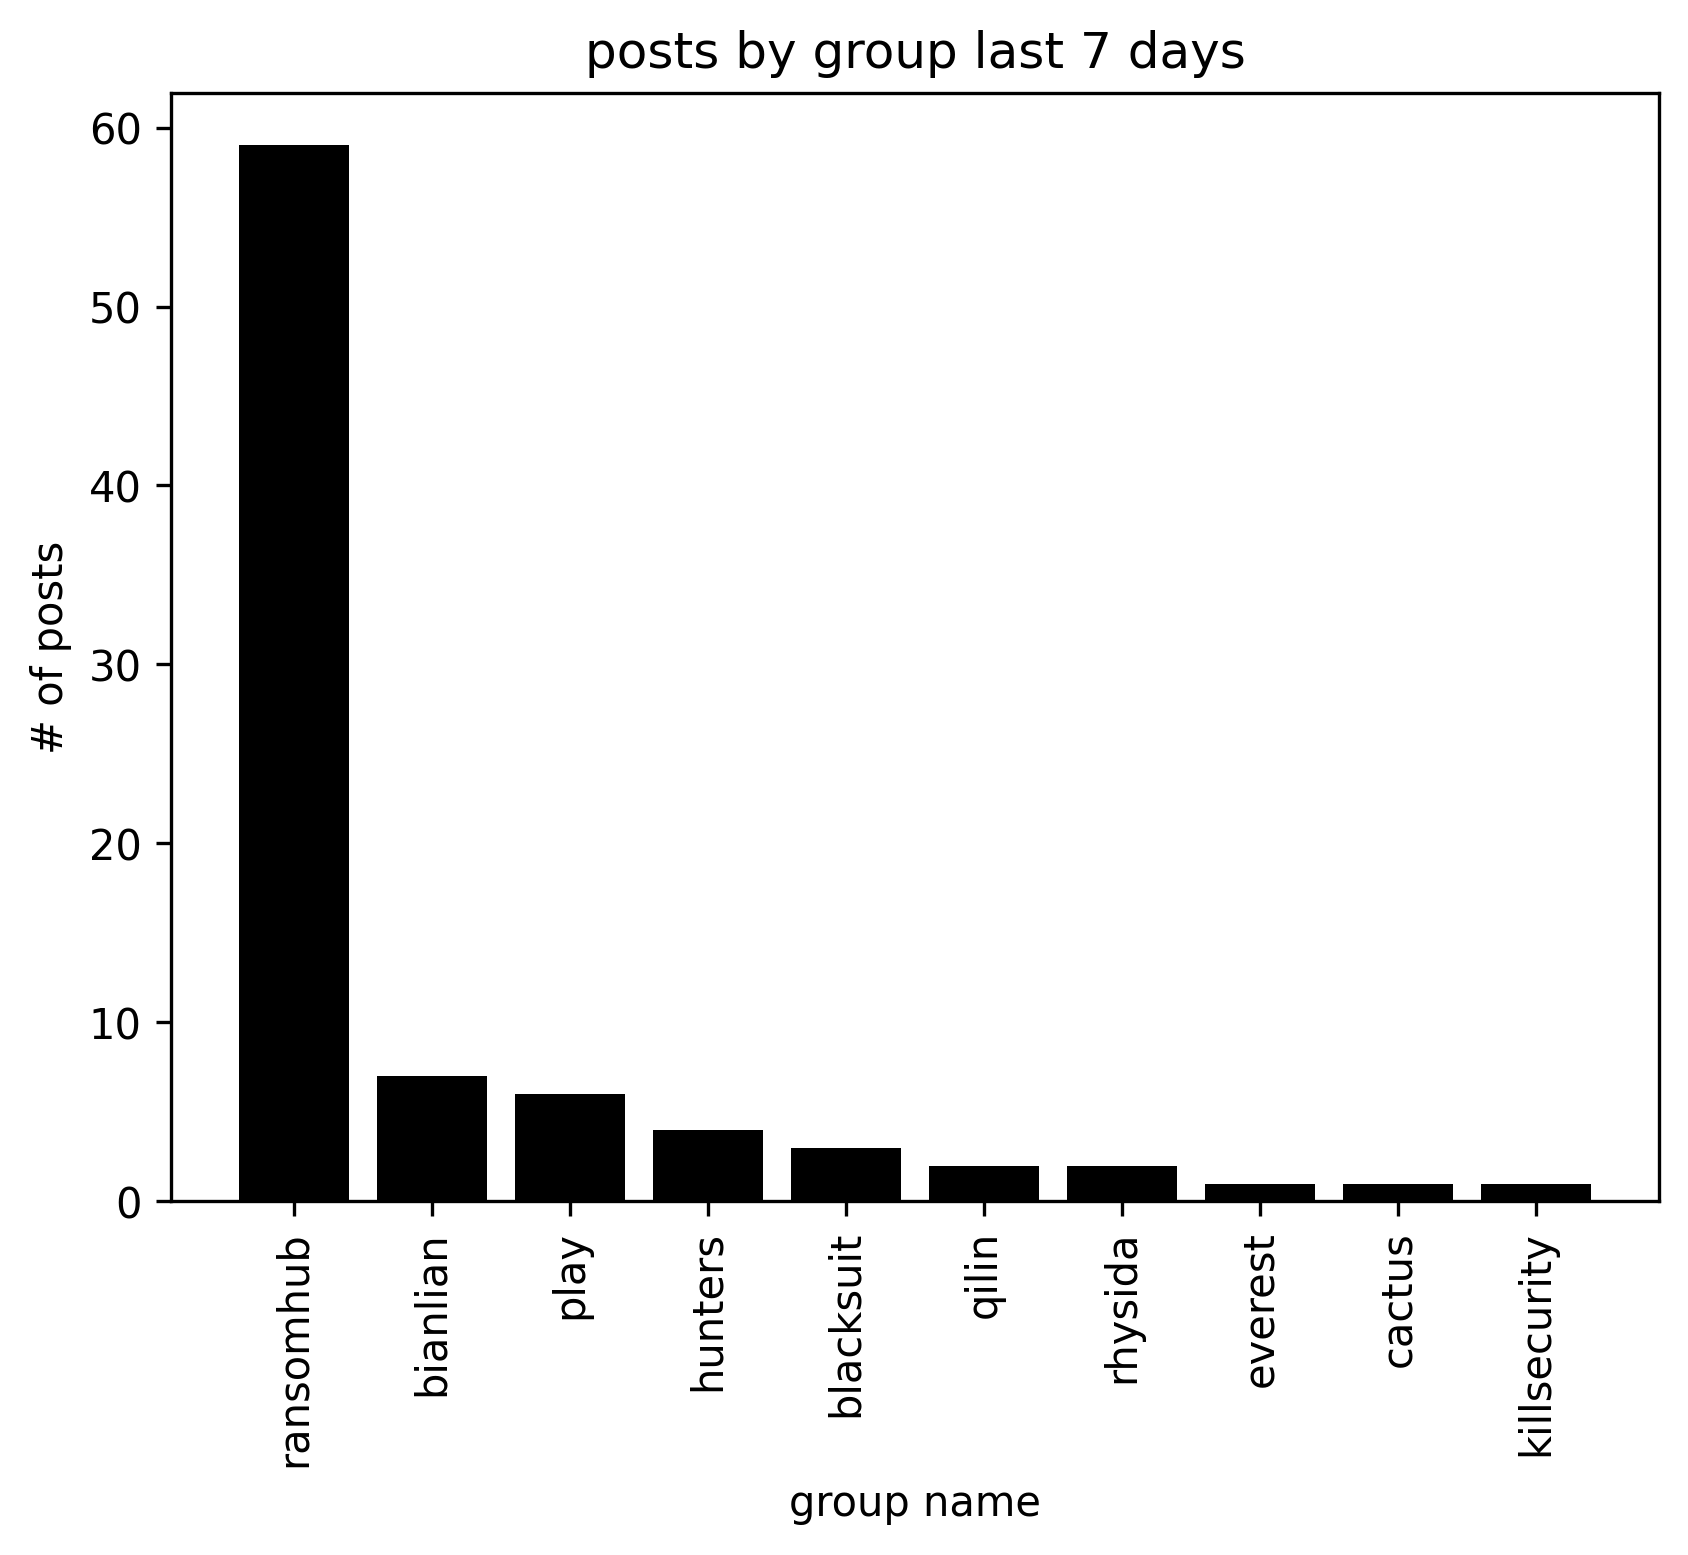 posts by group last 7 days
60
50
40
30
20
10
0
# of posts
ransomhub
bianlian
play
hunters
blacksuit
qilin
rhysida
everest
cactus
killsecurity
group name